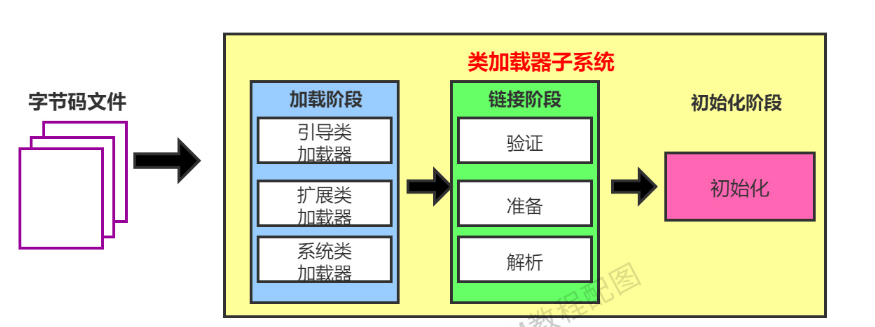 类加载器子系统
字节码文件
加载阶段
引导类
加载器
扩展类
加载器
系统类
加载器
链接阶段
验证
准备
解析
初始化阶段
初始化
教程配图